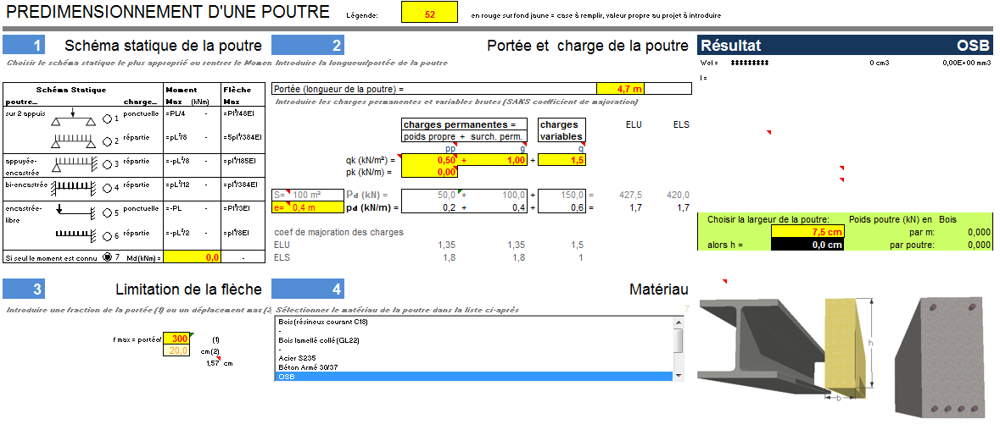 PREDIMENSIONNEMENT D'UNE POUTRE
Légende:
52
en rouge sur fond jaune = case à remplir, valeur propre au projet à introduire
1 Schéma statique de la poutre
Choisir le schéma statique le plus approprié ou rentrer le Momen
Schéma Statique Moment Flèche
poutre... charge... Max (kNm) Max
sur 2 appuis 1 ponctuelle =PL/4 - =Pl³/48EI
2 répartie =pL²/8 - =5pl⁴/384EI
appuyée-encastrée 3 répartie =-pL²/8 - =pl⁴/185EI
bi-encastrée 4 répartie =pL²/12 - =pl⁴/384EI
encastrée-libre 5 ponctuelle =-PL - =Pl³/3EI
6 répartie =-pL²/2 - =pl⁴/8EI
Si seul le moment est connu 7 Md (kNm) = 0,0 -
2 Portée et charge de la poutre
Introduire la longueur/portée de la poutre
Portée (longueur de la poutre) = 4,7 m
Introduire les charges permanentes et variables brutes (SANS coefficient de majoration)
charges permanentes = charges ELU ELS
poids propre + surch. perm. variables
pp g q
qk (kN/m²) = 0,50 + 1,00 + 1,5
pk (kN/m) = 0,00
S= 100 m² Pd (kN) = 50,0 + 100,0 + 150,0 = 427,5 420,0
e= 0,4 m pd (kN/m) = 0,2 + 0,4 + 0,6 = 1,7 1,7
coef de majoration des charges
ELU 1,35 1,35 1,5
ELS 1,8 1,8 1
Résultat OSB
Wel = ######### 0 cm3 0,00E+00 mm3
I =
Choisir la largeur de la poutre: Poids poutre (kN) en Bois
7,5 cm par m: 0,000
alors h = 0,0 cm par poutre: 0,000
3 Limitation de la flèche
Introduire une fraction de la portée (1) ou un déplacement max (2
f max = portée/ 300 (1)
20,0 cm (2)
1,57 cm
4 Matériau
Sélectionner le matériau de la poutre dans la liste ci-après 7
Bois (résineux courant C18)
-
Bois lamellé collé (GL22)
-
Acier S235
Béton Armé 30/37
OSB
h
b